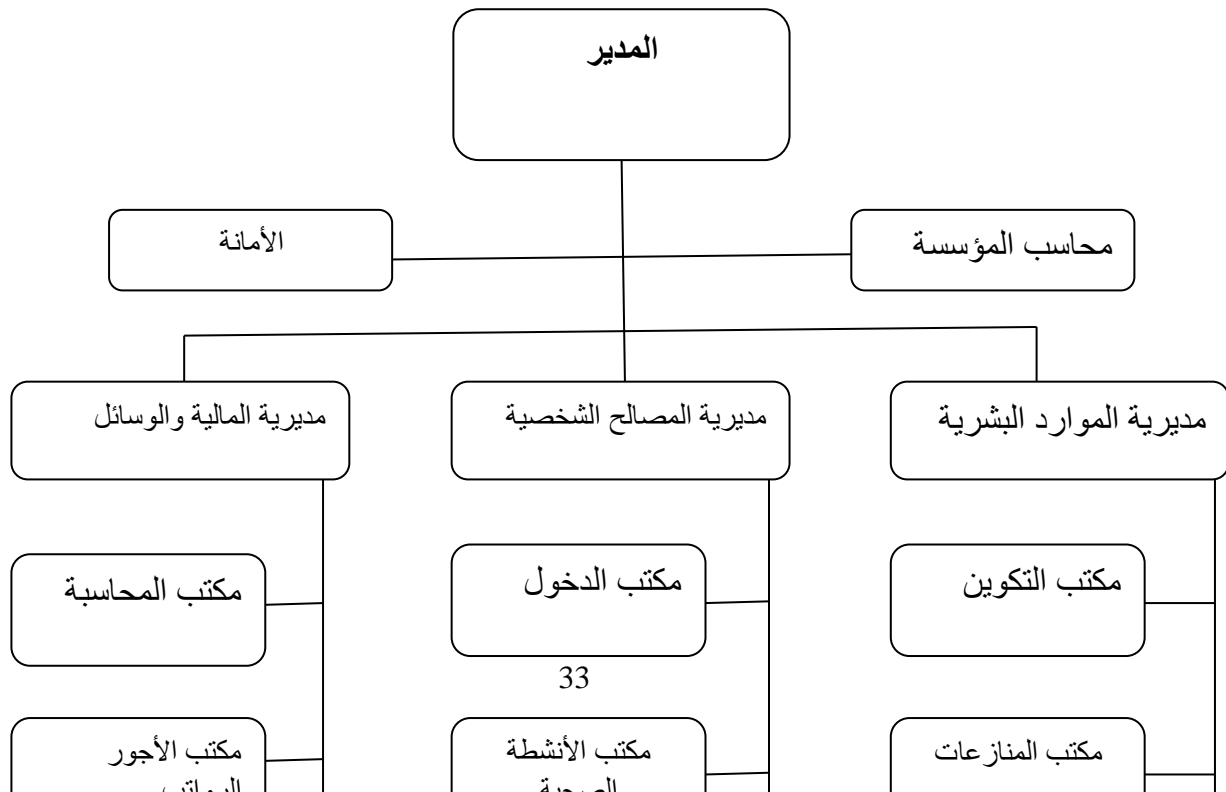 المدير
محاسب المؤسسة
الأمانة
مديرية الموارد البشرية
مديرية المصالح الشخصية
مديرية المالية والوسائل
مكتب التكوين
مكتب الدخول
مكتب المحاسبة
33
مكتب المنازعات
مكتب الأنشطة
الصحية
مكتب الأجور